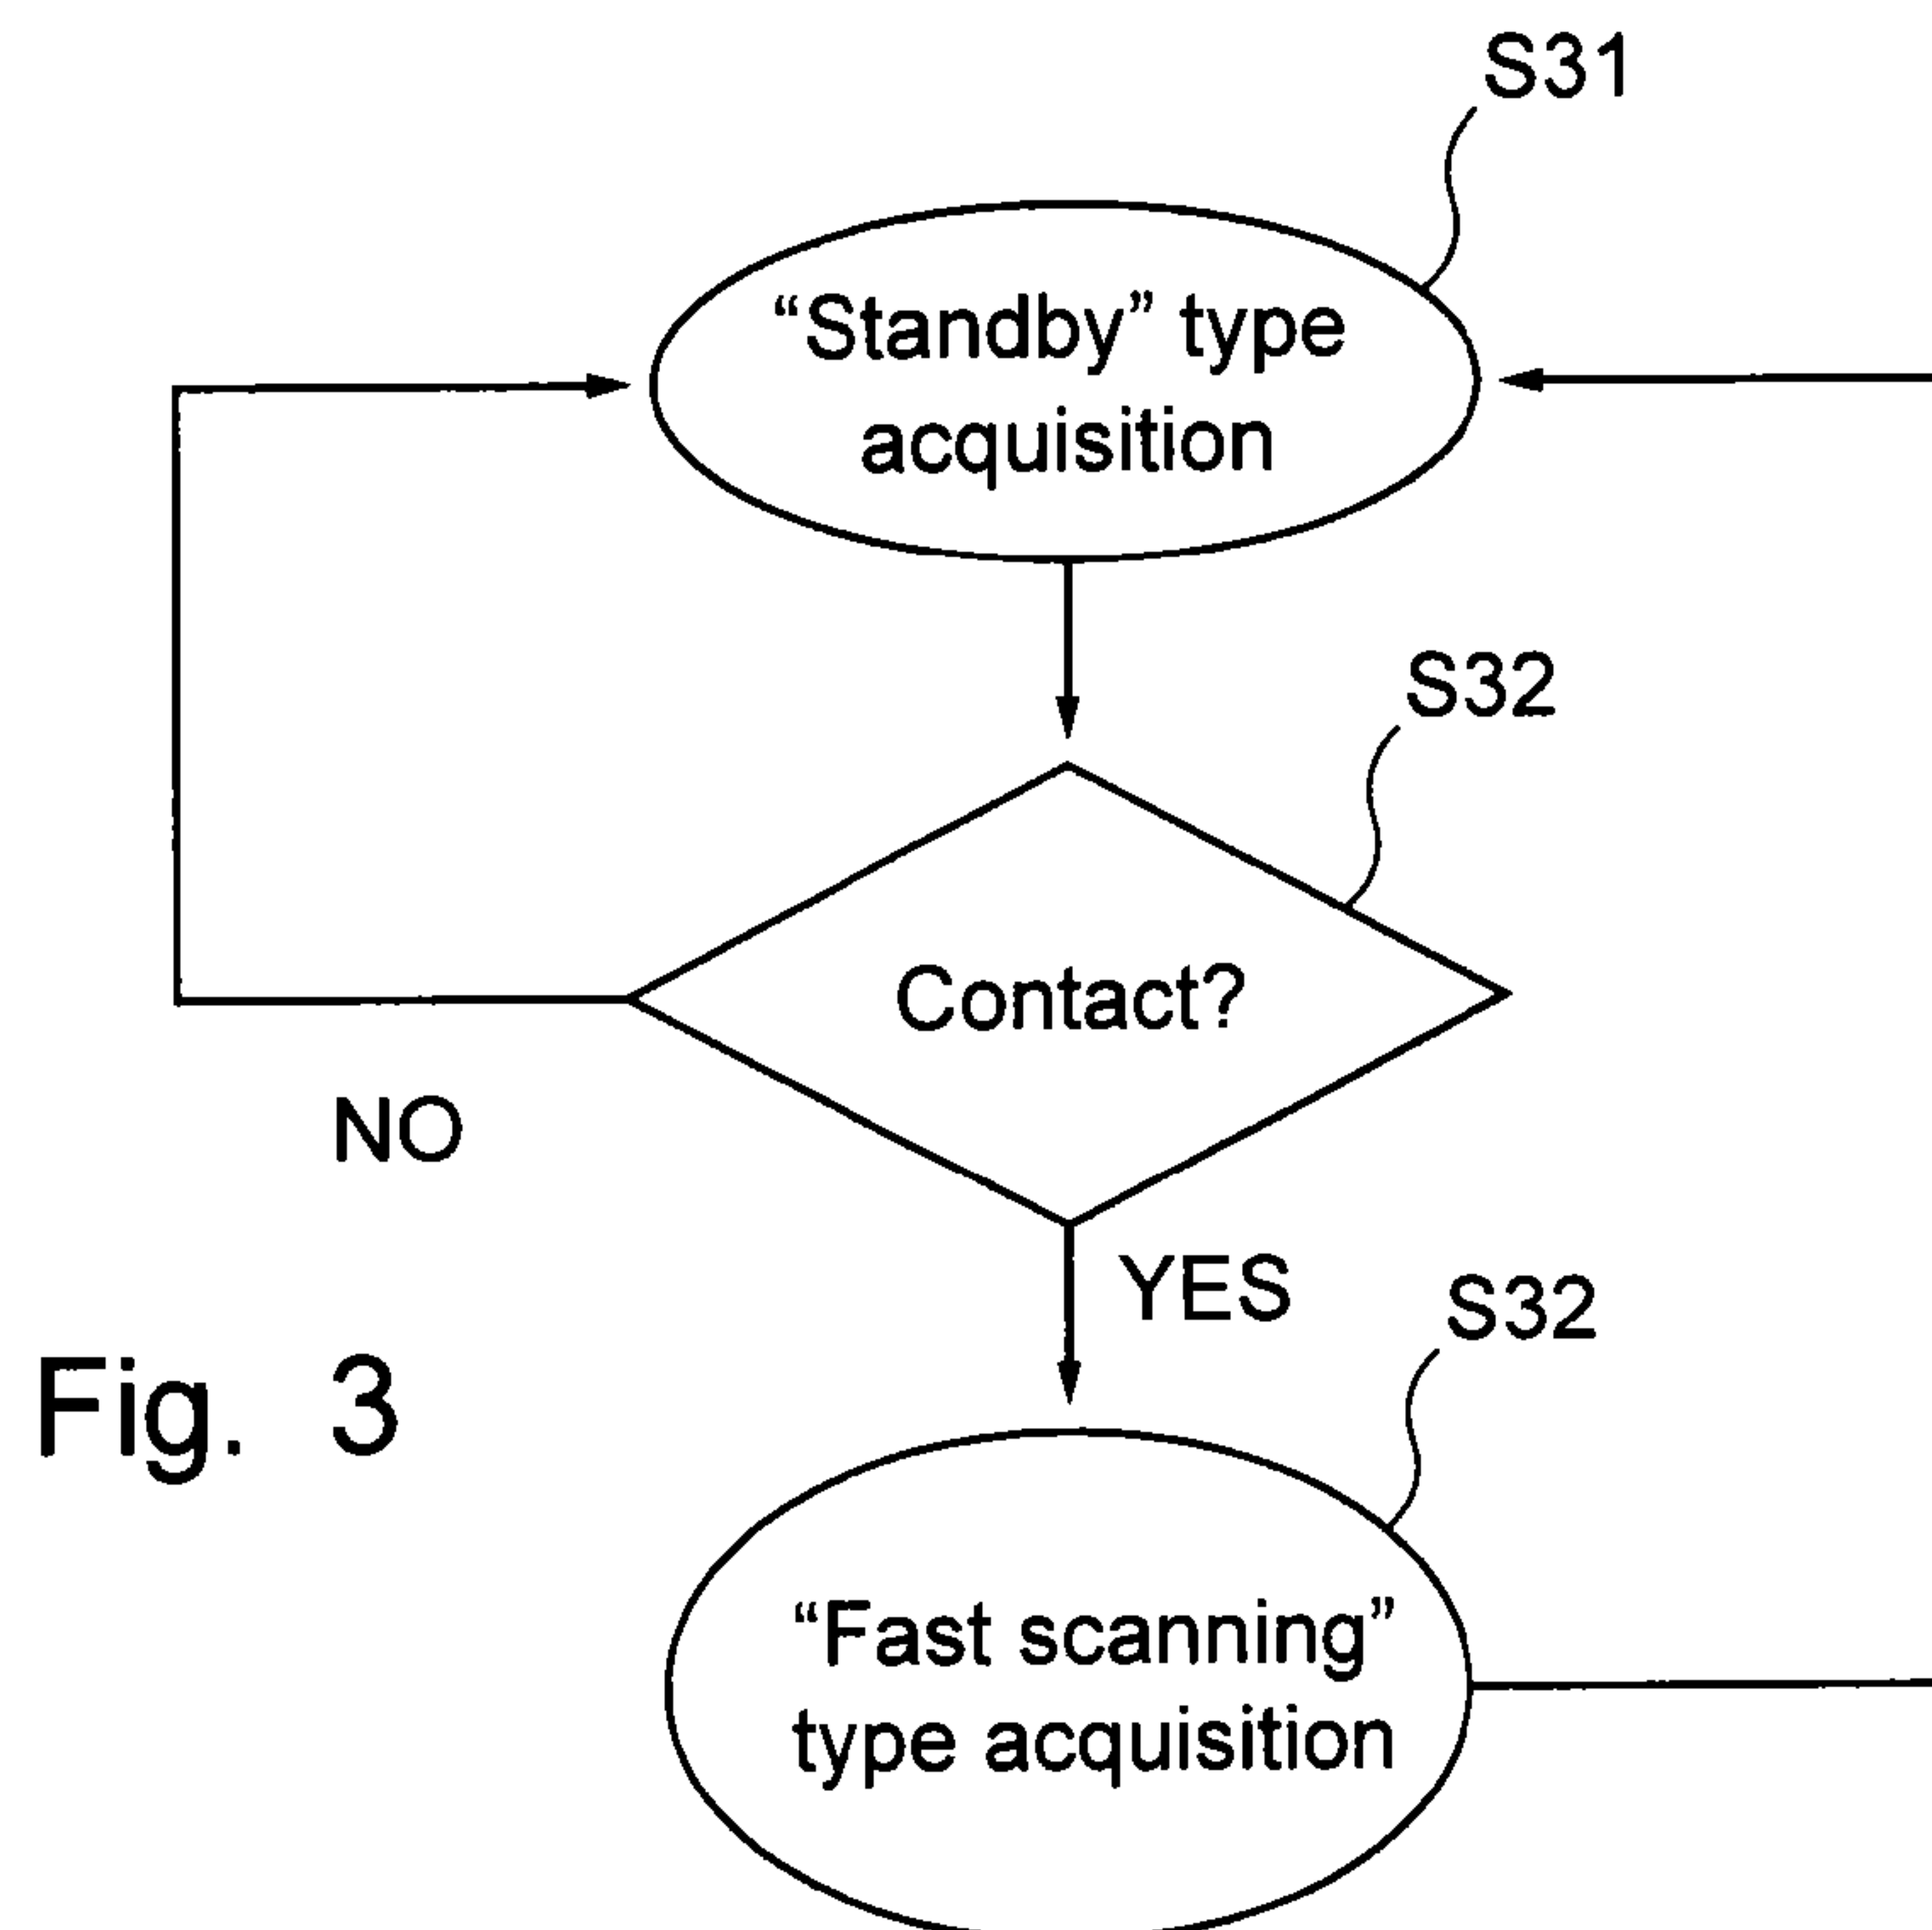 S31
“Standby” type
acquisition
S32
Contact?
NO
YES
S32
Fig. 3
“Fast scanning”
type acquisition